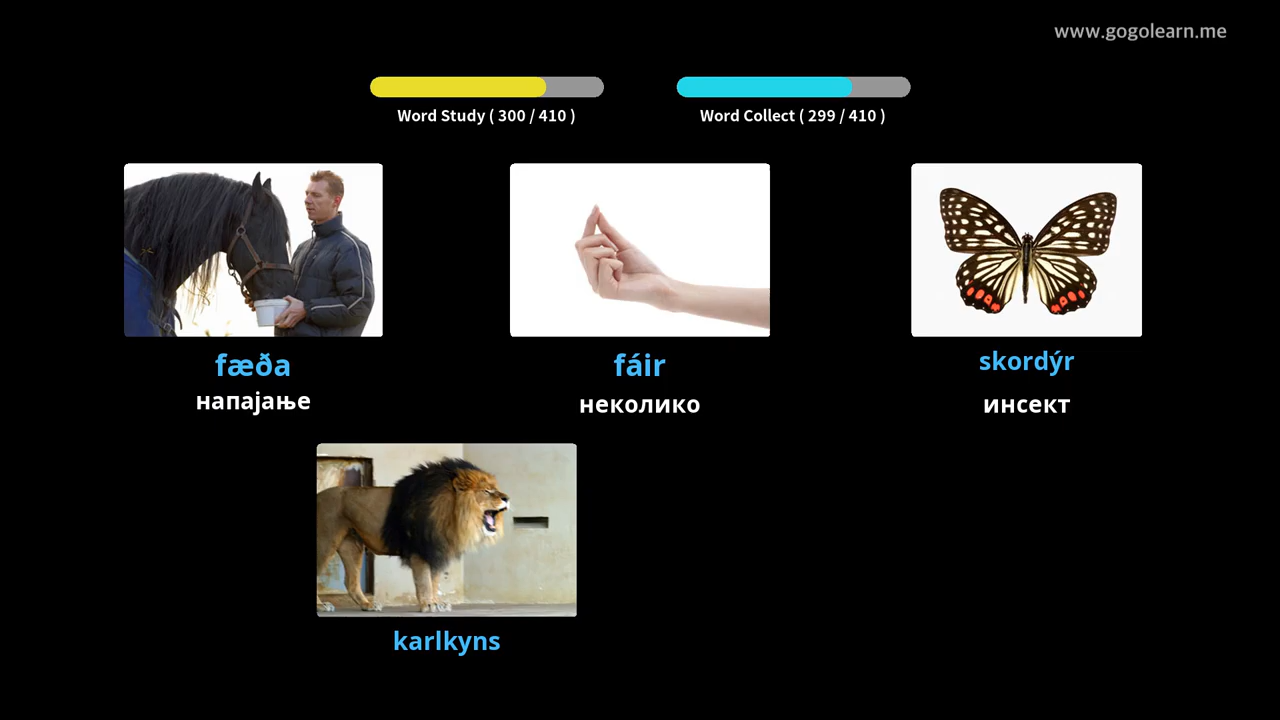 www.gogolearn.me
Word Study ( 300 / 410 )
Word Collect ( 299 / 410 )
fæða
напајање
fáir
неколико
skordýr
инсект
karlkyns